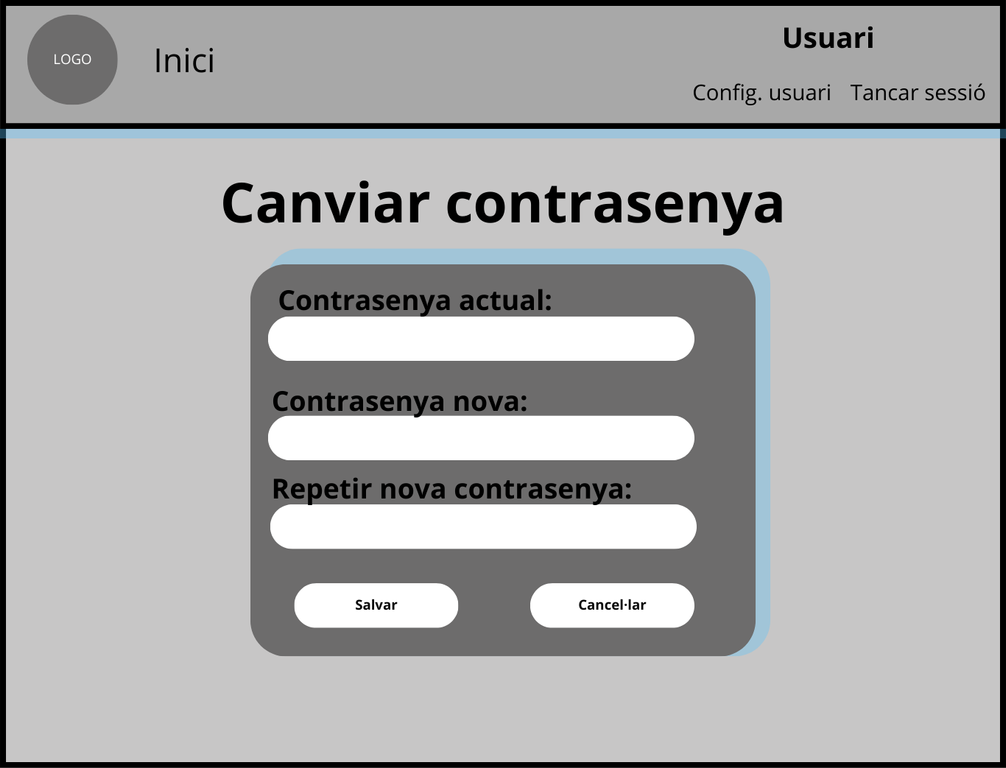 LOGO
Inici
Usuari
Config. usuari
Tancar sessió
Canviar contrasenya
Contrasenya actual:
Contrasenya nova:
Repetir nova contrasenya:
Salvar
Cancel·lar